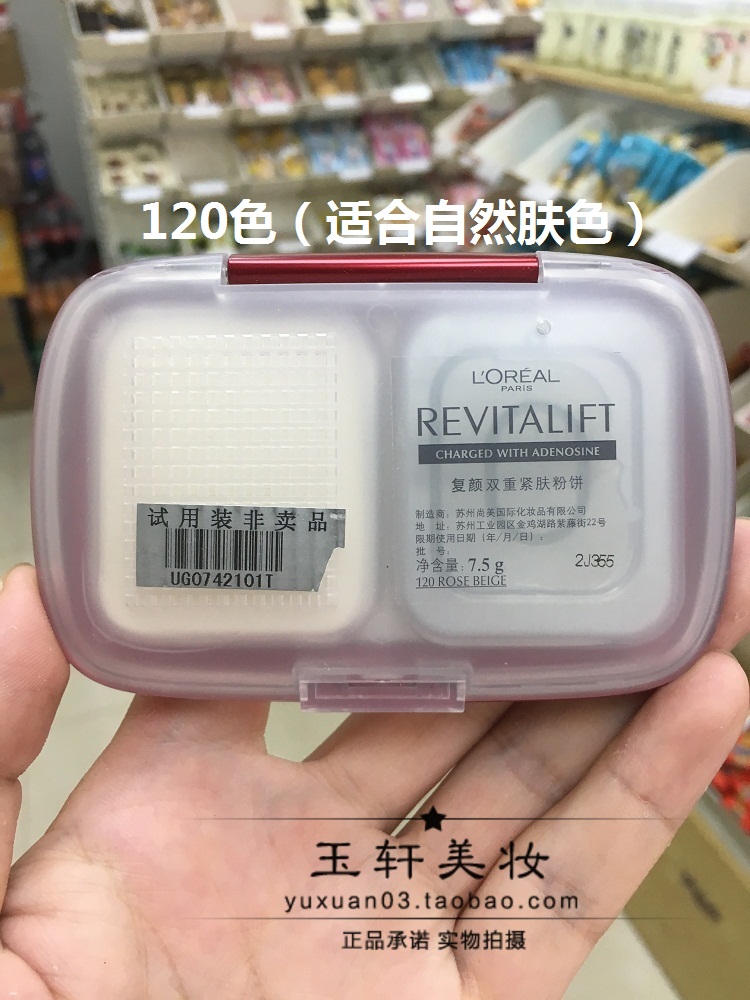 120色（适合自然肤色）
L'ORÉAL
PARIS
REVITALIFT
CHARGED WITH ADENOSINE
复颜双重紧肤粉饼
制造商：苏州尚美国际化妆品有限公司
地　址：苏州工业园区金鸡湖路紫藤街22号
限期使用日期（年/月/日）：
批　号：
净含量：7.5 g
120 ROSE BEIGE
2J355
试用装非卖品
UG0742101T
玉轩美妆
yuxuan03.taobao.com
正品承诺 实物拍摄